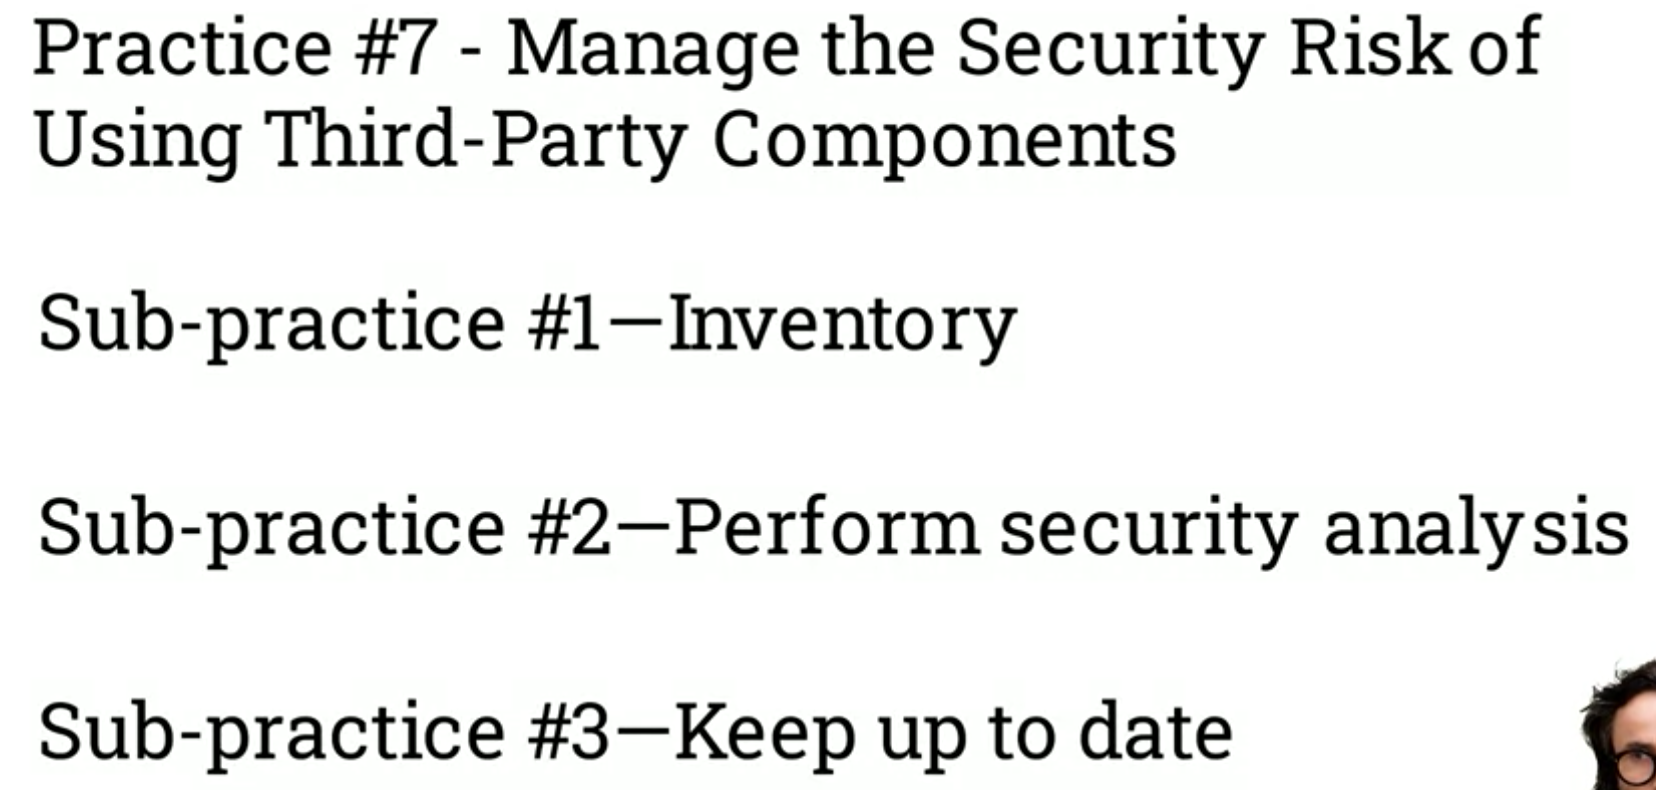 Practice #7 - Manage the Security Risk of
Using Third-Party Components
Sub-practice #1—Inventory
Sub-practice #2—Perform security analysis
Sub-practice #3—Keep up to date